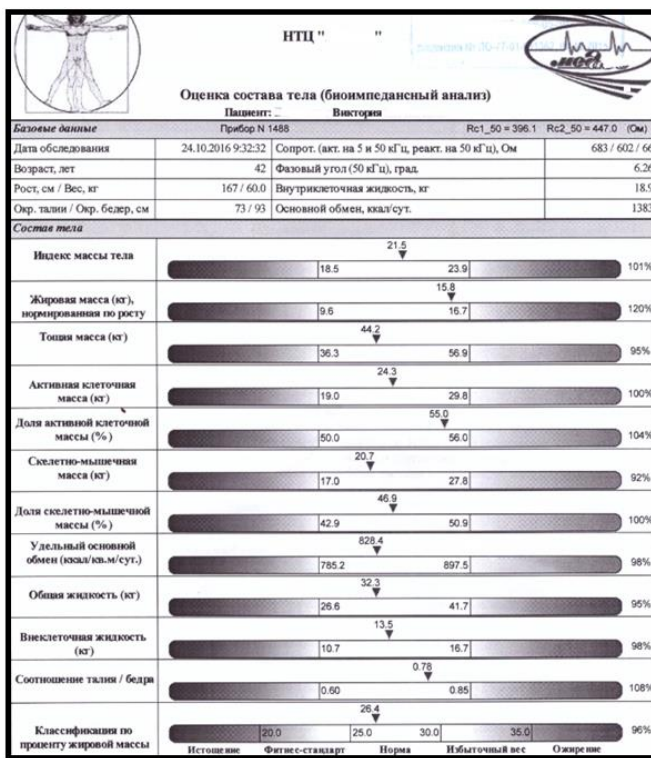 НТЦ " "
Оценка состава тела (биоимпедансный анализ)
Пациент: Виктория
Базовые данные Прибор N 1488 Rc1_50 = 396.1 Rc2_50 = 447.0 (Ом)
Дата обследования 24.10.2016 9:32:32 Сопрот. (акт. на 5 и 50 кГц, реакт. на 50 кГц), Ом 683 / 602 / 66
Возраст, лет 42 Фазовый угол (50 кГц), град. 6.26
Рост, см / Вес, кг 167 / 60.0 Внутриклеточная жидкость, кг 18.9
Окр. талии / Окр. бедер, см 73 / 93 Основной обмен, ккал/сут. 1383
Состав тела
Индекс массы тела
21.5
18.5 23.9 101%
Жировая масса (кг),
нормированная по росту
15.8
9.6 16.7 120%
Тощая масса (кг)
44.2
36.3 56.9 95%
Активная клеточная
масса (кг)
24.3
19.0 29.8 100%
Доля активной клеточной
массы (%)
55.0
50.0 56.0 104%
Скелетно-мышечная
масса (кг)
20.7
17.0 27.8 92%
Доля скелетно-мышечной
массы (%)
46.9
42.9 50.9 100%
Удельный основной
обмен (ккал/кв.м/сут.)
828.4
785.2 897.5 98%
Общая жидкость (кг)
32.3
26.6 41.7 95%
Внеклеточная жидкость
(кг)
13.5
10.7 16.7 98%
Соотношение талия / бедра
0.78
0.60 0.85 108%
Классификация по
проценту жировой массы
26.4
20.0 25.0 30.0 35.0 96%
Истощение Фитнес-стандарт Норма Избыточный вес Ожирение